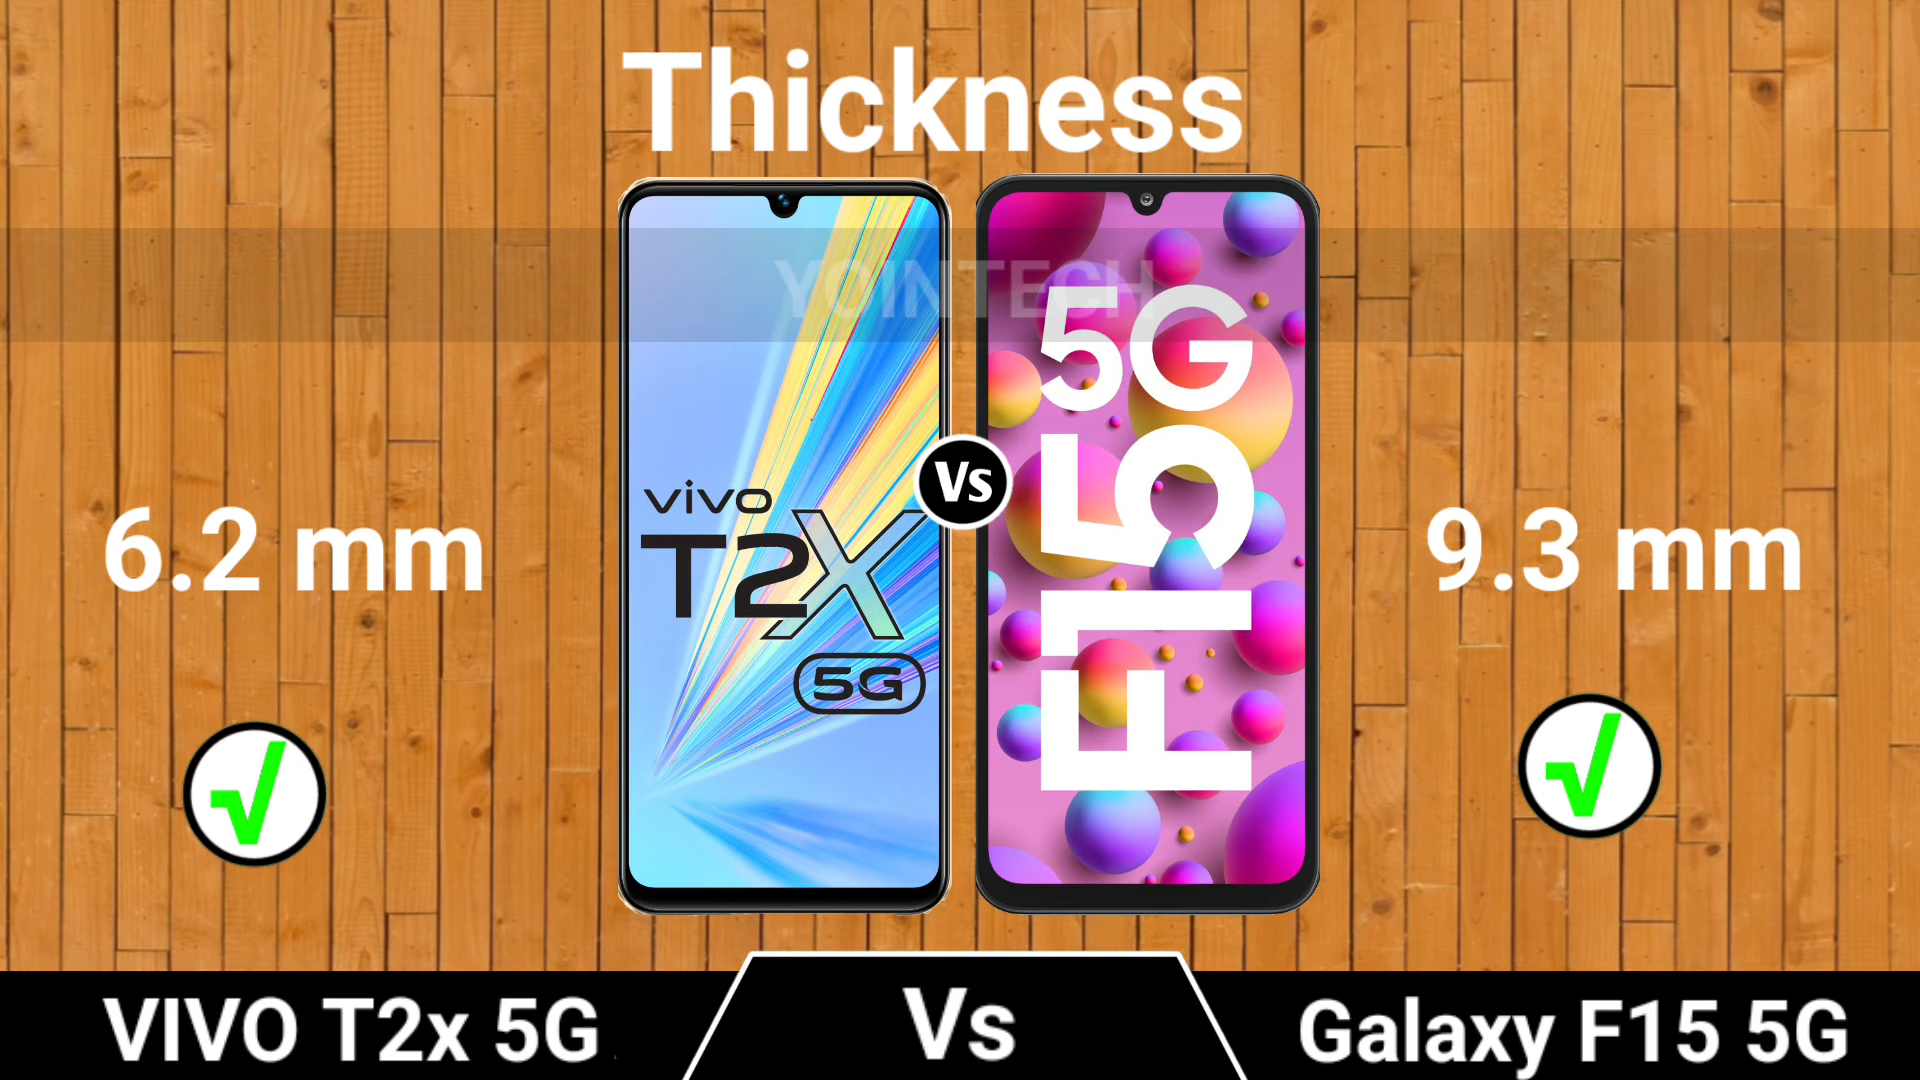 Thickness
YOINTECH
vivo
T2X
5G
F15 5G
Vs
6.2 mm
9.3 mm
VIVO T2x 5G
Vs
Galaxy F15 5G